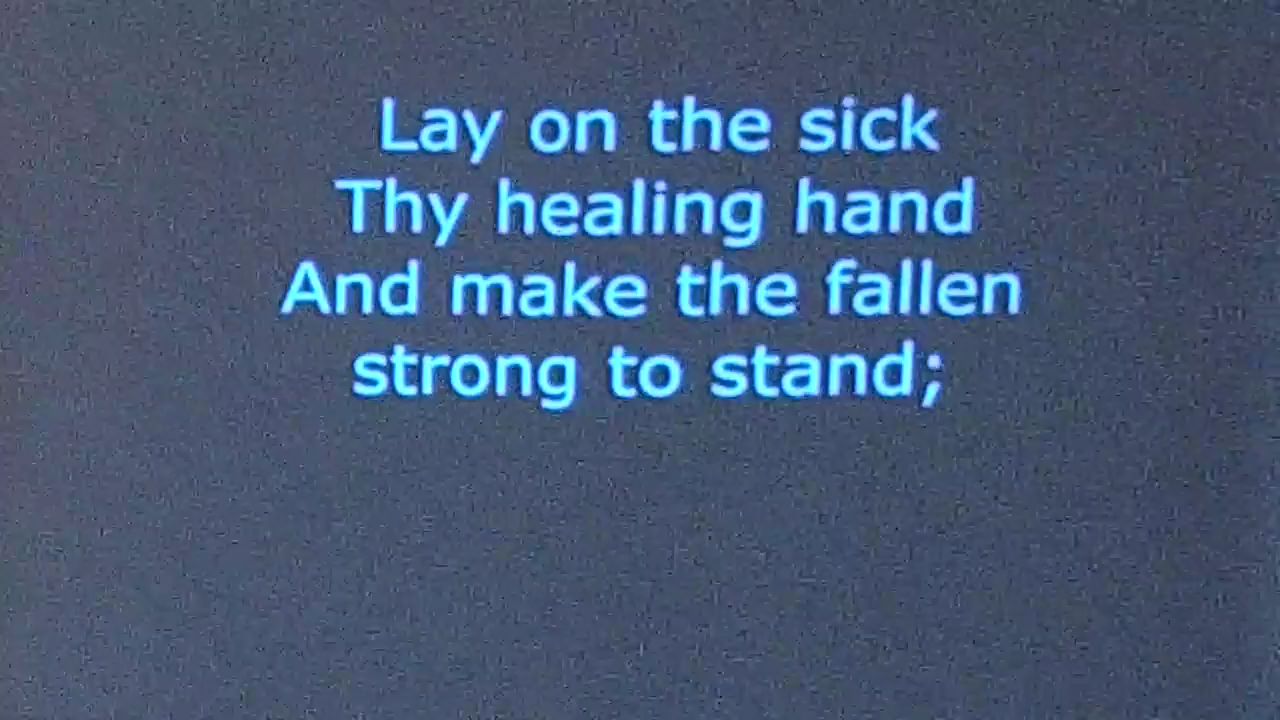 Lay on the sick
Thy healing hand
And make the fallen
strong to stand;